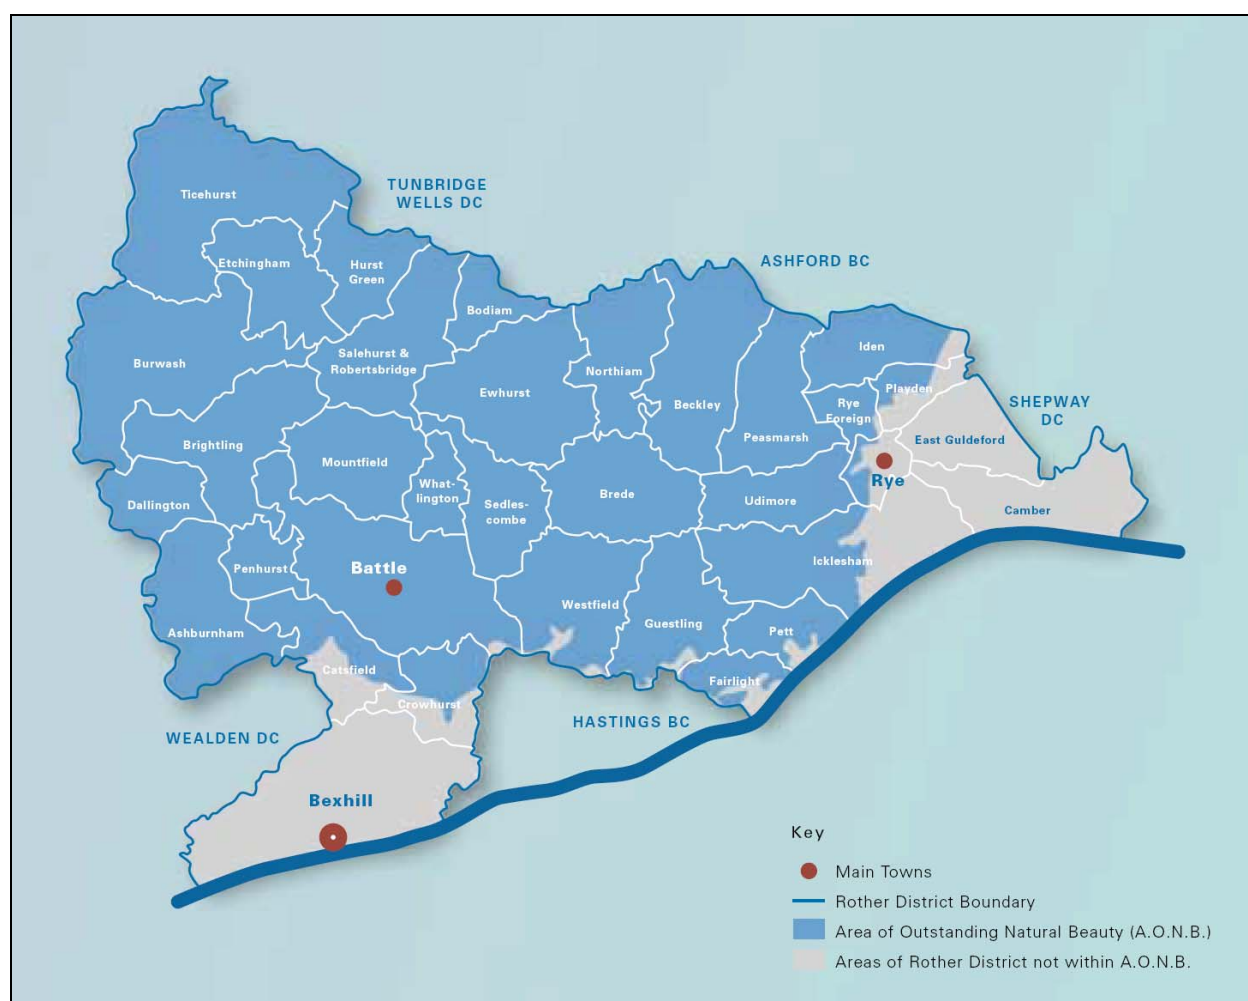 Ticehurst
TUNBRIDGE
WELLS DC
Etchingham
Hurst
Green
ASHFORD BC
Bodiam
Iden
Burwash
Salehurst &
Robertsbridge
Northiam
Ewhurst
Playden
Beckley
Rye
Foreign
SHEPWAY
DC
Brightling
Peasmarsh
East Guldeford
Mountfield
What-
lington
Brede
Rye
Dallington
Sedles-
combe
Udimore
Camber
Penhurst
Battle
Icklesham
Westfield
Guestling
Ashburnham
Pett
Catsfield
Fairlight
Crowhurst
HASTINGS BC
WEALDEN DC
Bexhill
Key
Main Towns
Rother District Boundary
Area of Outstanding Natural Beauty (A.O.N.B.)
Areas of Rother District not within A.O.N.B.